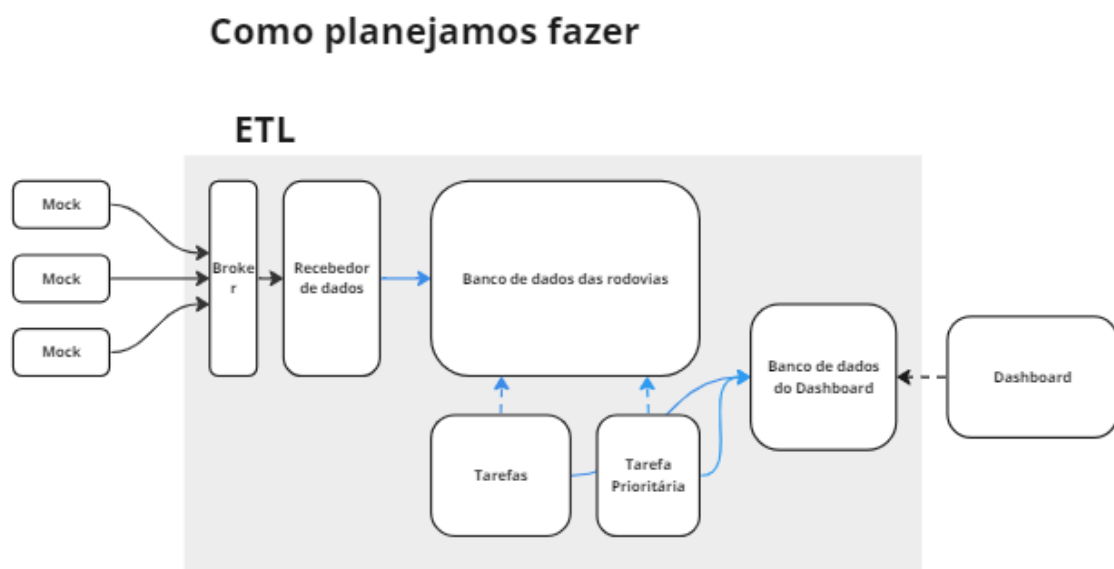 Como planejamos fazer
ETL
Mock
Mock
Mock
Broke
r
Recebedor
de dados
Banco de dados das rodovias
Tarefas
Tarefa
Prioritária
Banco de dados
do Dashboard
Dashboard